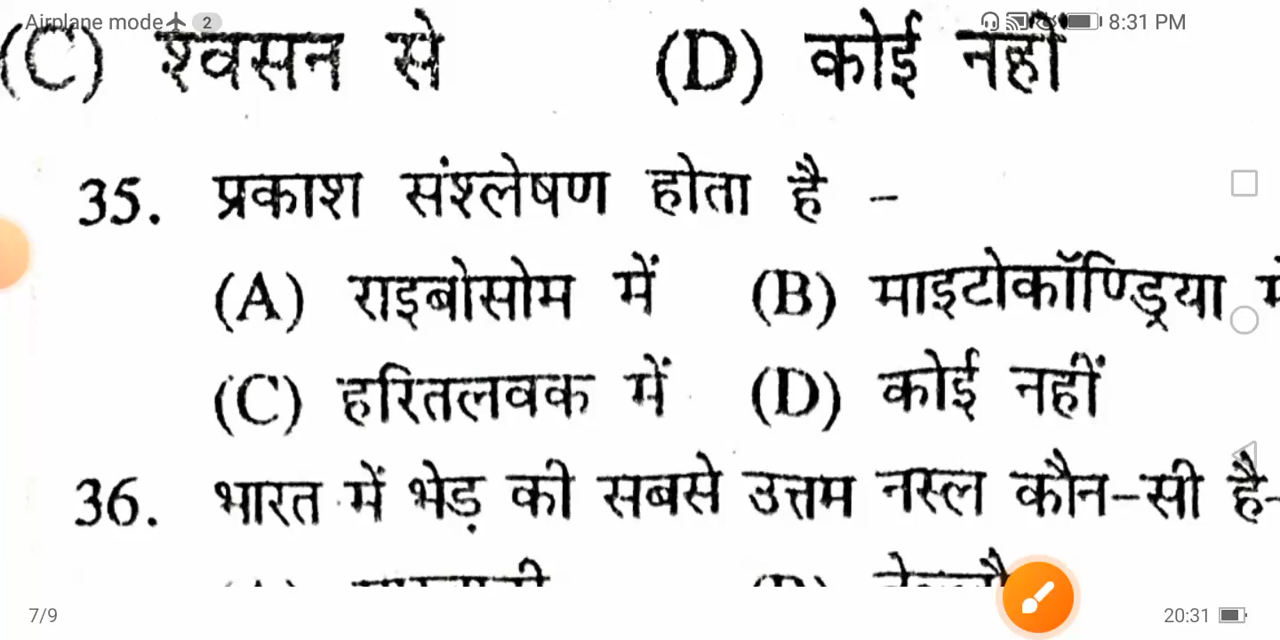 Airplane mode 2 8:31 PM
(C) श्वसन से (D) कोई नहीं
35. प्रकाश संश्लेषण होता है –
(A) राइबोसोम में (B) माइटोकॉण्ड्रिया
(C) हरितलवक में (D) कोई नहीं
36. भारत में भेड़ की सबसे उत्तम नस्ल कौन-सी है-
7/9 20:31